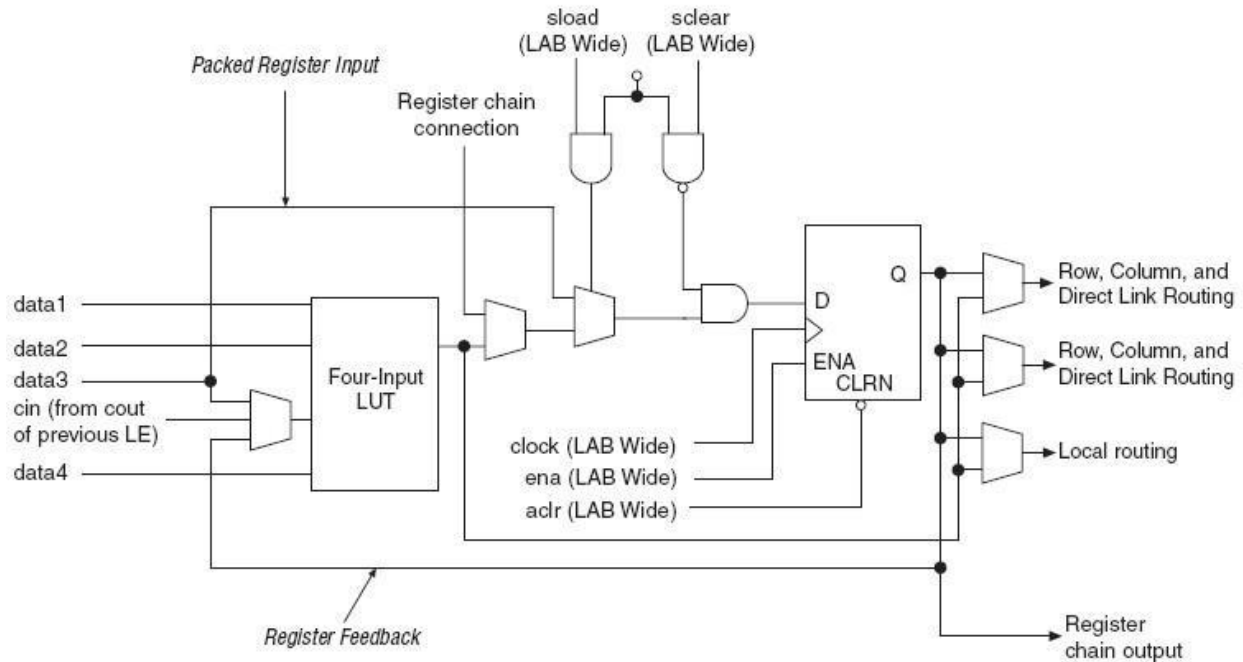 sload
(LAB Wide)
sclear
(LAB Wide)
Packed Register Input
Register chain
connection
data1
data2
data3
cin (from cout
of previous LE)
data4
Four-Input
LUT
D
Q
ENA
CLRN
clock (LAB Wide)
ena (LAB Wide)
aclr (LAB Wide)
Row, Column, and
Direct Link Routing
Row, Column, and
Direct Link Routing
Local routing
Register Feedback
Register
chain output